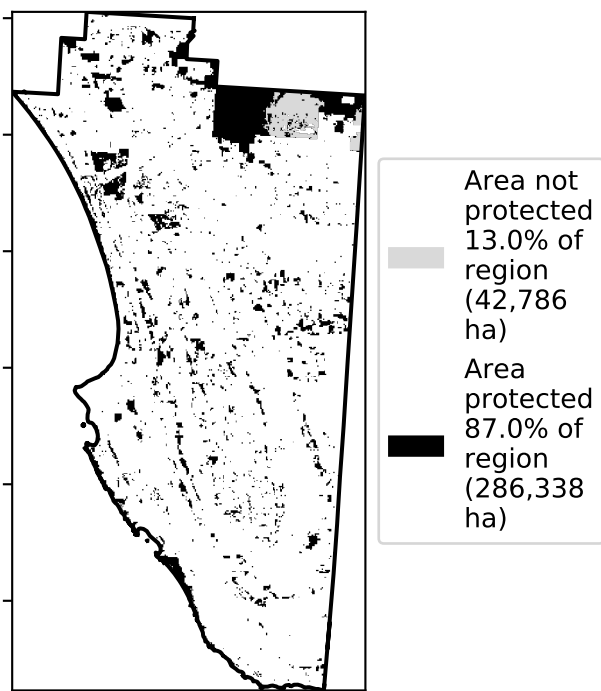 Area not
protected
13.0% of
region
(42,786
ha)
Area
protected
87.0% of
region
(286,338
ha)